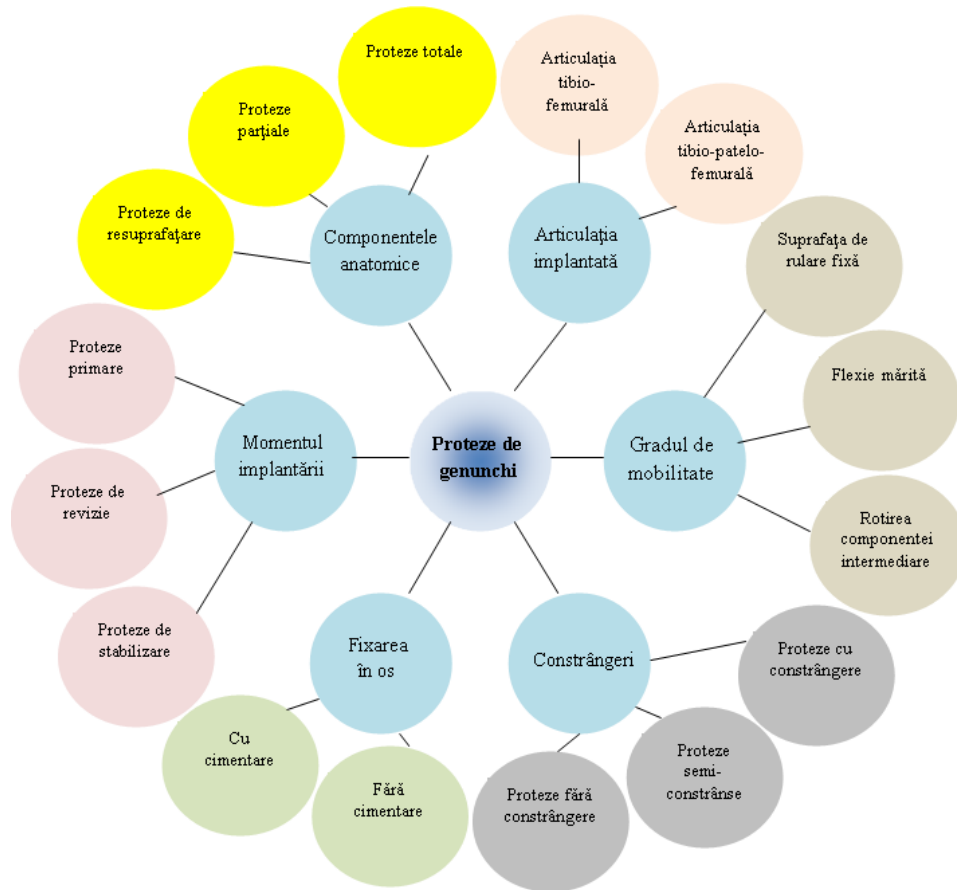 Proteze totale
Articulația
tibio-
femurală
Proteze
parțiale
Articulația
tibio-patelo-
femurală
Proteze de
resuprafațare
Componentele
anatomice
Articulația
implantată
Suprafața de
rulare fixă
Proteze
primare
Flexie mărită
Momentul
implantării
Proteze de
genunchi
Gradul de
mobilitate
Proteze de
revizie
Rotirea
componentei
intermediare
Proteze de
stabilizare
Fixarea
în os
Constrângeri
Proteze cu
constrângere
Cu
cimentare
Proteze
semi-
constrânse
Fără
cimentare
Proteze fără
constrângere